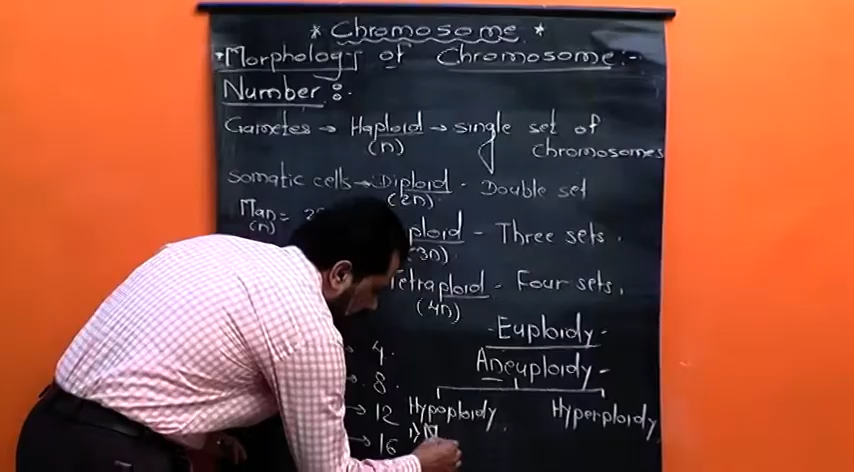 * Chromosome *
* Morphology of Chromosome :-
Number :
Gametes → Haploid → single set of
(n) chromosomes
somatic cells → Diploid - Double set
(2n)
Man =
(n)
ploid - Three sets.
(3n)
Tetraploid - Four sets.
(4n)
- Euploidy -
Aneuploidy -
4.
8.
→ 12
→ 16
Hypoploidy Hyperploidy
1)